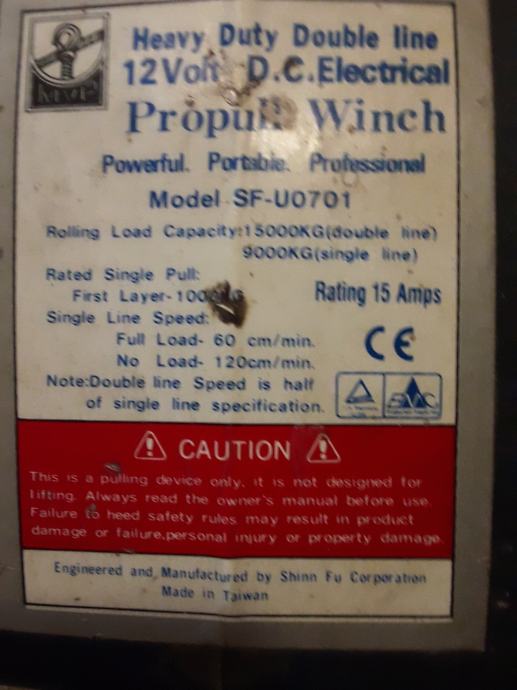 Heavy Duty Double line
12Volt D.C.Electrical
Propull Winch
Powerful. Portable. Professional
Model SF-U0701
Rolling Load Capacity:15000KG(double line)
9000KG(single line)
Rated Single Pull:
First Layer-
Rating 15 Amps
Single Line Speed:
Full Load- 60 cm/min.
No Load- 120cm/min.
CE
Note:Double line Speed is half
of single line specification.
EMC
CAUTION
This is a pulling device only, it is not designed for
lifting. Always read the owner's manual before use.
Failure to heed safety rules may result in product
damage or failure,personal injury or property damage.
Engineered and Manufactured by Shinn Fu Corporation
Made in Taiwan